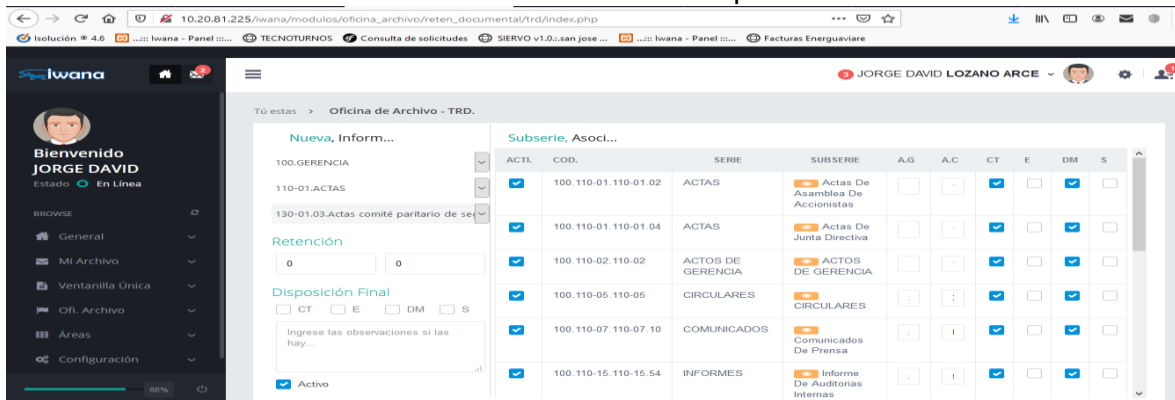 10.20.81.225/iwana/modulos/oficina_archivo/reten_documental/trd/index.php
Isolución ® 4.6 ...::: Iwana - Panel :::... TECNOTURNOS Consulta de solicitudes SIERVO v1.0.:.san jose ... ...::: Iwana - Panel :::... Facturas Energuaviare
Iwana 2
3 JORGE DAVID LOZANO ARCE
Tú estas > Oficina de Archivo - TRD.
Bienvenido
JORGE DAVID
Estado En Línea
BROWSE
General
Mi Archivo
Ventanilla Única
Ofi. Archivo
Áreas
Configuración
86%
Nueva, Inform...
100.GERENCIA
110-01.ACTAS
130-01.03.Actas comité paritario de se
Retención
0 0
Disposición Final
CT E DM S
Ingrese las observaciones si las
hay...
Activo
Subserie, Asoci...
ACTI. COD. SERIE SUBSERIE A.G A.C CT E DM S
100.110-01.110-01.02 ACTAS Actas De
Asamblea De
Accionistas
100.110-01.110-01.04 ACTAS Actas De
Junta Directiva
100.110-02.110-02 ACTOS DE ACTOS
GERENCIA DE GERENCIA
100.110-05.110-05 CIRCULARES
CIRCULARES
100.110-07.110-07.10 COMUNICADOS
Comunicados
De Prensa
100.110-15.110-15.54 INFORMES Informe
De Auditorias
Internas